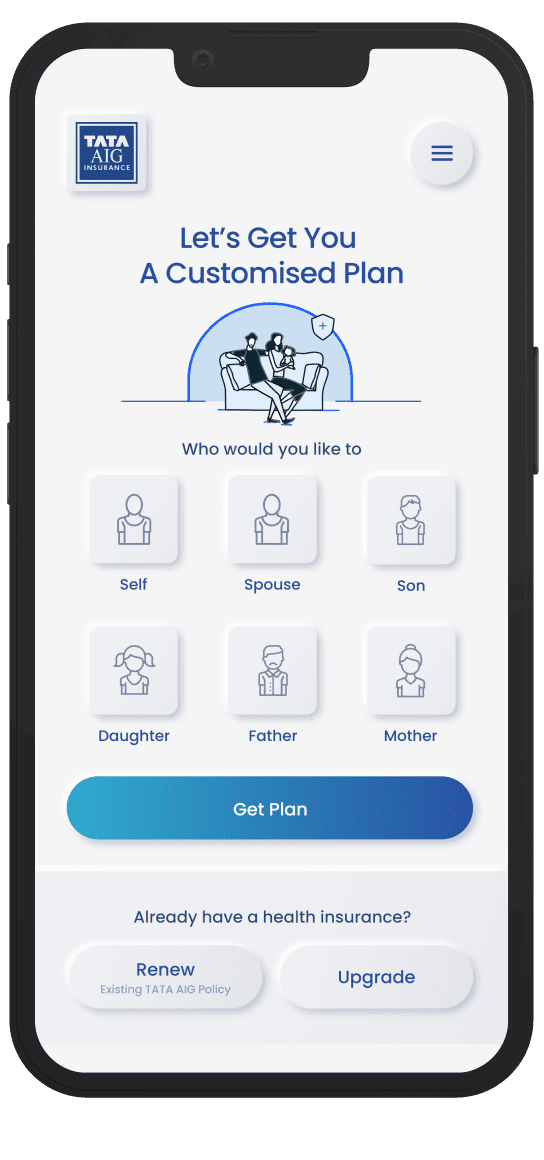 TATA
AIG
INSURANCE
Let's Get You
A Customised Plan
Who would you like to
Self
Spouse
Son
Daughter
Father
Mother
Get Plan
Already have a health insurance?
Renew
Existing TATA AIG Policy
Upgrade